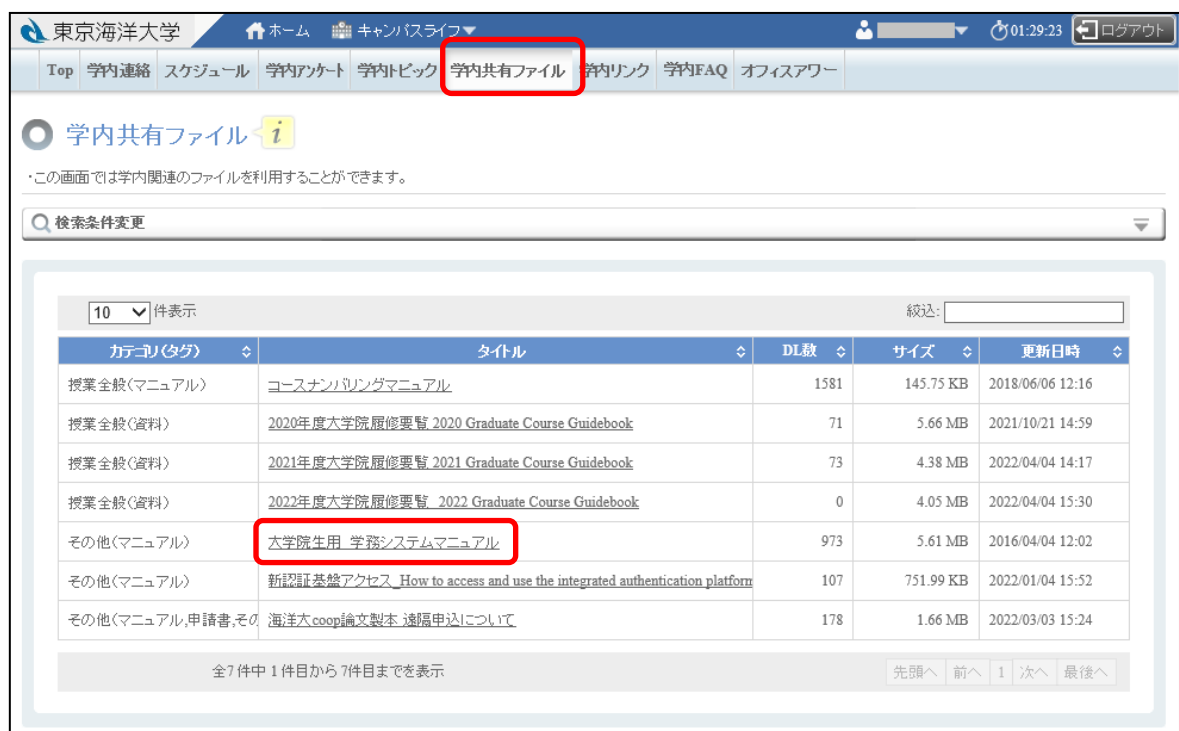 東京海洋大学 ホーム キャンパスライフ▼ 01:29:23 ログアウト
Top 学内連絡 スケジュール 学内アンケート 学内トピック 学内共有ファイル 学内リンク 学内FAQ オフィスアワー
学内共有ファイル i
・この画面では学内関連のファイルを利用することができます。
検索条件変更
10 件表示 絞込:
カテゴリ(タグ) タイトル DL数 サイズ 更新日時
授業全般(マニュアル) コースナンバリングマニュアル 1581 145.75 KB 2018/06/06 12:16
授業全般(資料) 2020年度大学院履修要覧 2020 Graduate Course Guidebook 71 5.66 MB 2021/10/21 14:59
授業全般(資料) 2021年度大学院履修要覧 2021 Graduate Course Guidebook 73 4.38 MB 2022/04/04 14:17
授業全般(資料) 2022年度大学院履修要覧 2022 Graduate Course Guidebook 0 4.05 MB 2022/04/04 15:30
その他(マニュアル) 大学院生用 学務システムマニュアル 973 5.61 MB 2016/04/04 12:02
その他(マニュアル) 新認証基盤アクセス_How to access and use the integrated authentication platform 107 751.99 KB 2022/01/04 15:52
その他(マニュアル,申請書,その 海洋大coop論文製本 遠隔申込について 178 1.66 MB 2022/03/03 15:24
全7件中 1件目から 7件目までを表示 先頭へ 前へ 1 次へ 最後へ